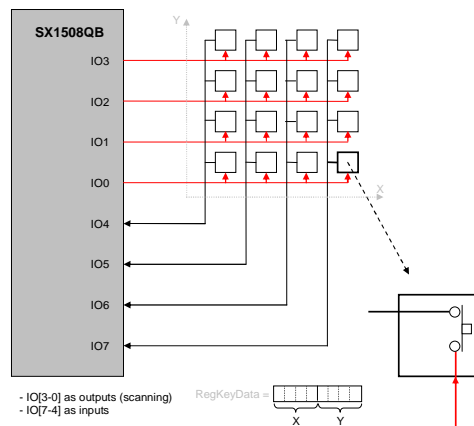 SX1508QB
Y
IO3
IO2
IO1
IO0
X
IO4
IO5
IO6
IO7
- IO[3-0] as outputs (scanning)
- IO[7-4] as inputs
RegKeyData =
X Y